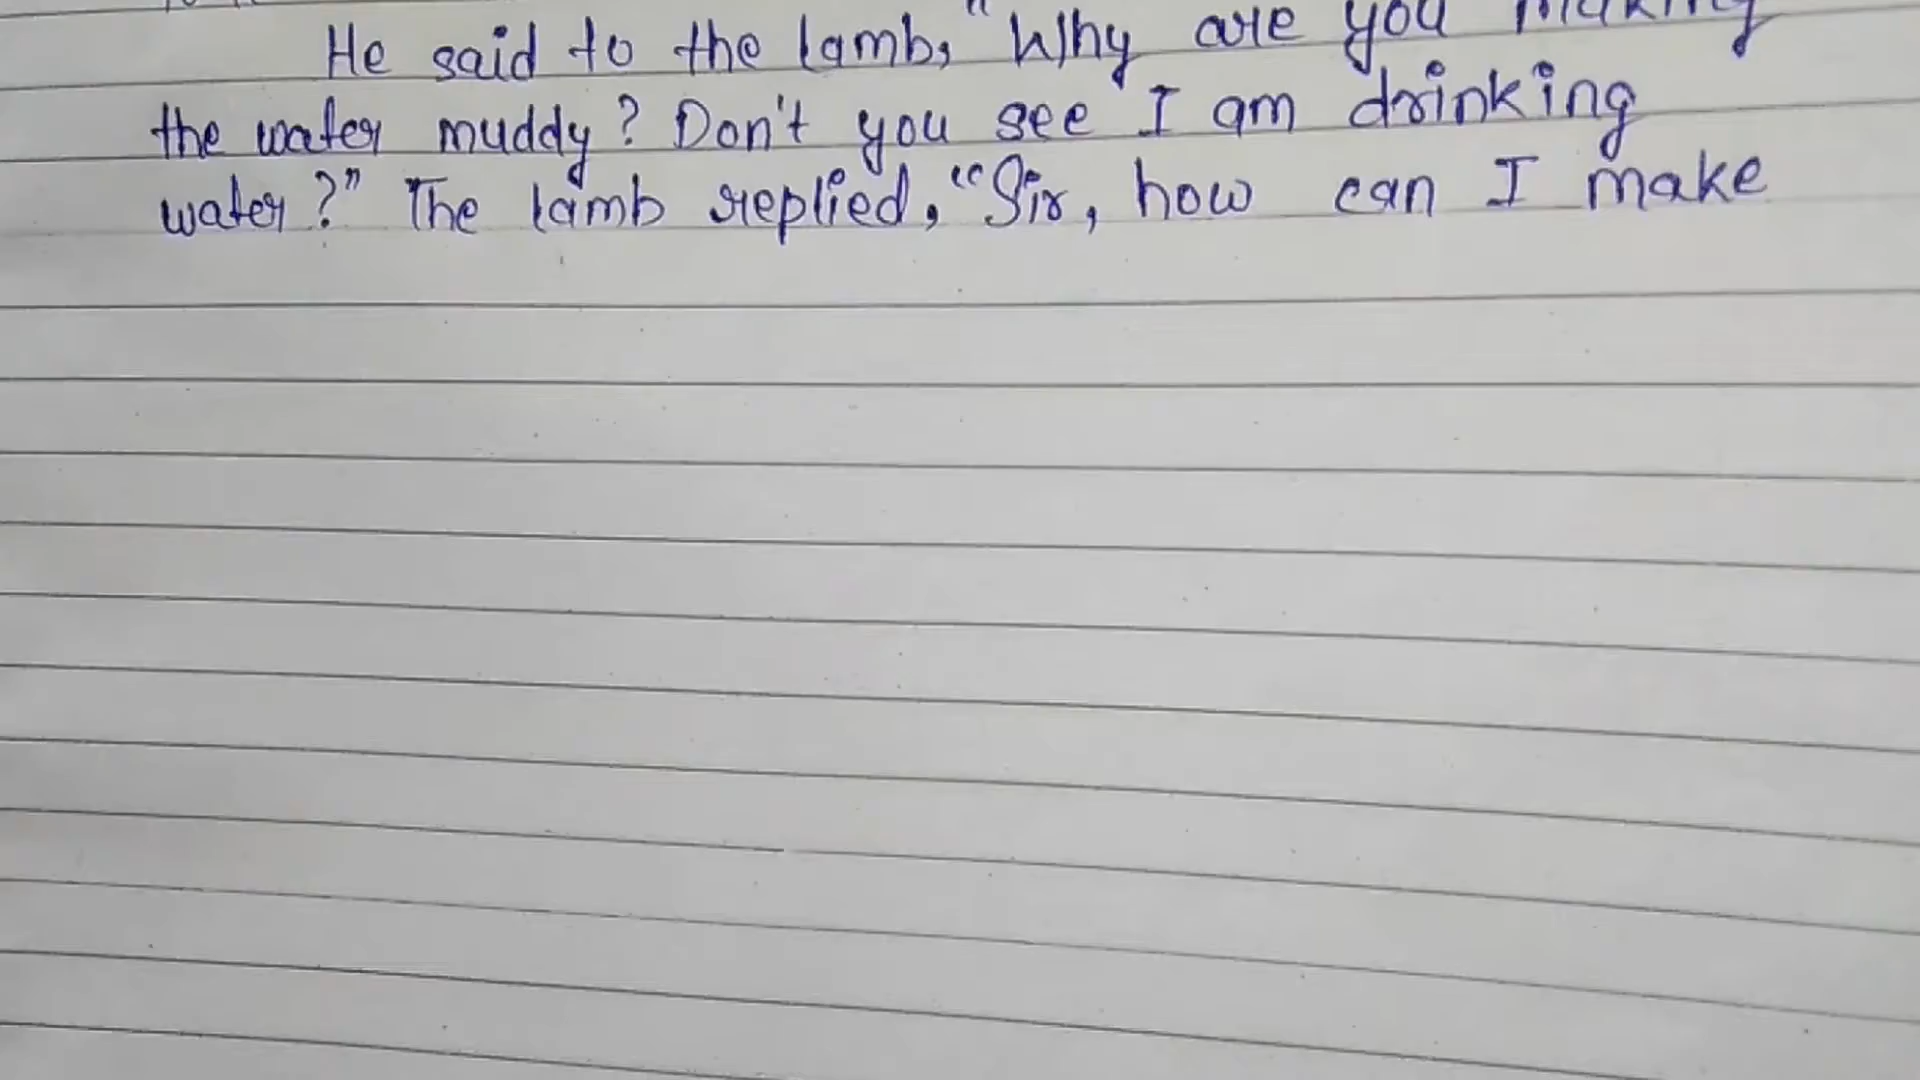 He said to the lamb, "Why are you making
the water muddy? Don't you see I am drinking
water?" The lamb replied, "Sir, how can I make